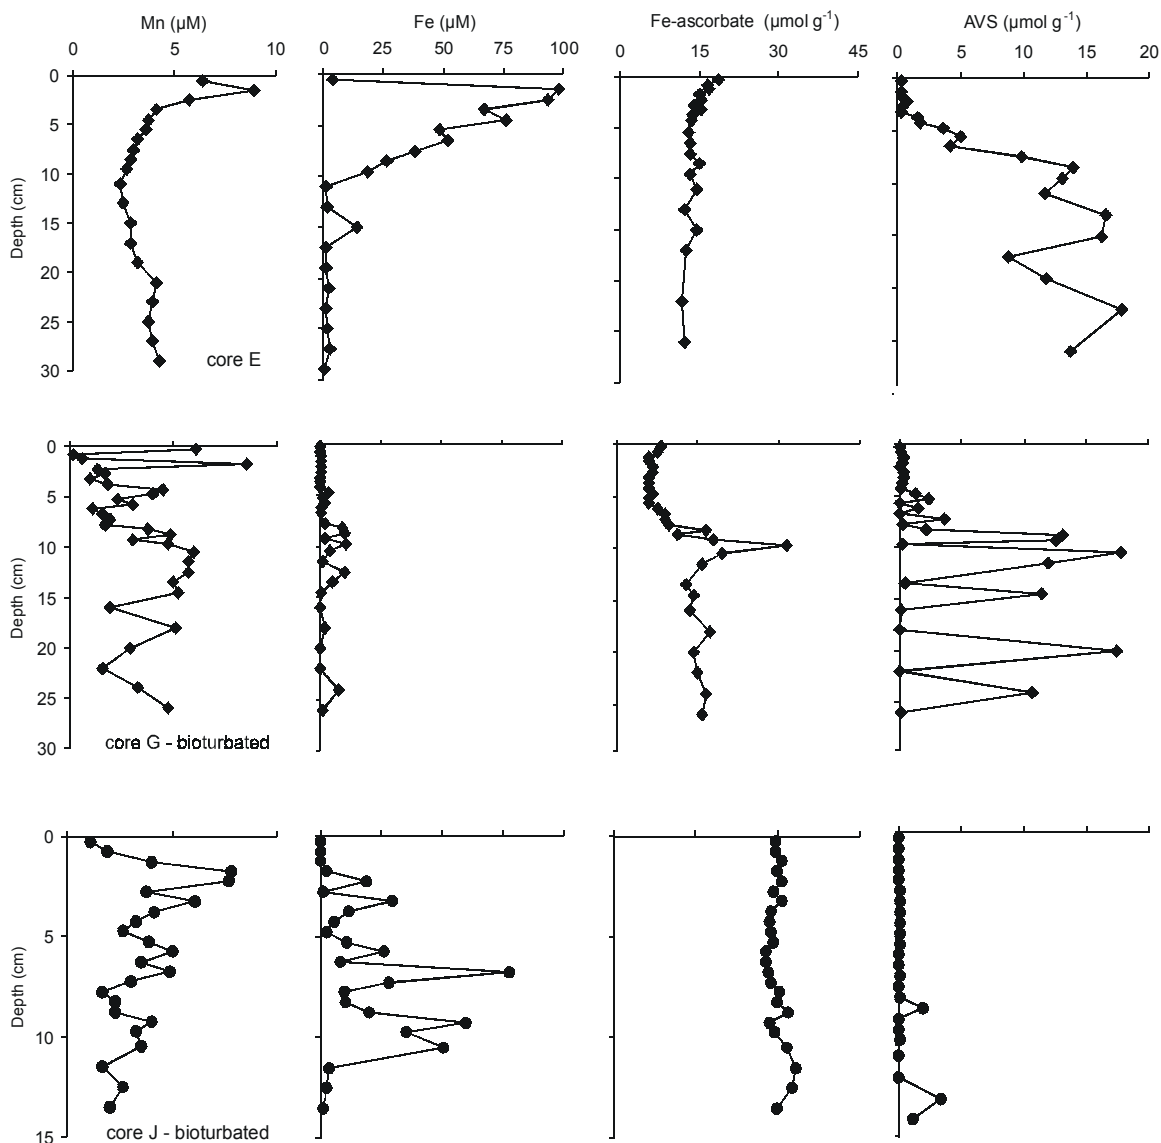 Mn (µM) Fe (µM) Fe-ascorbate (µmol g⁻¹) AVS (µmol g⁻¹)
0 5 10 0 25 50 75 100 0 15 30 45 0 5 10 15 20
0
5
10
15
20
25
30
Depth (cm)
core E
0
5
10
15
20
25
30
Depth (cm)
core G - bioturbated
0
5
10
15
Depth (cm)
core J - bioturbated